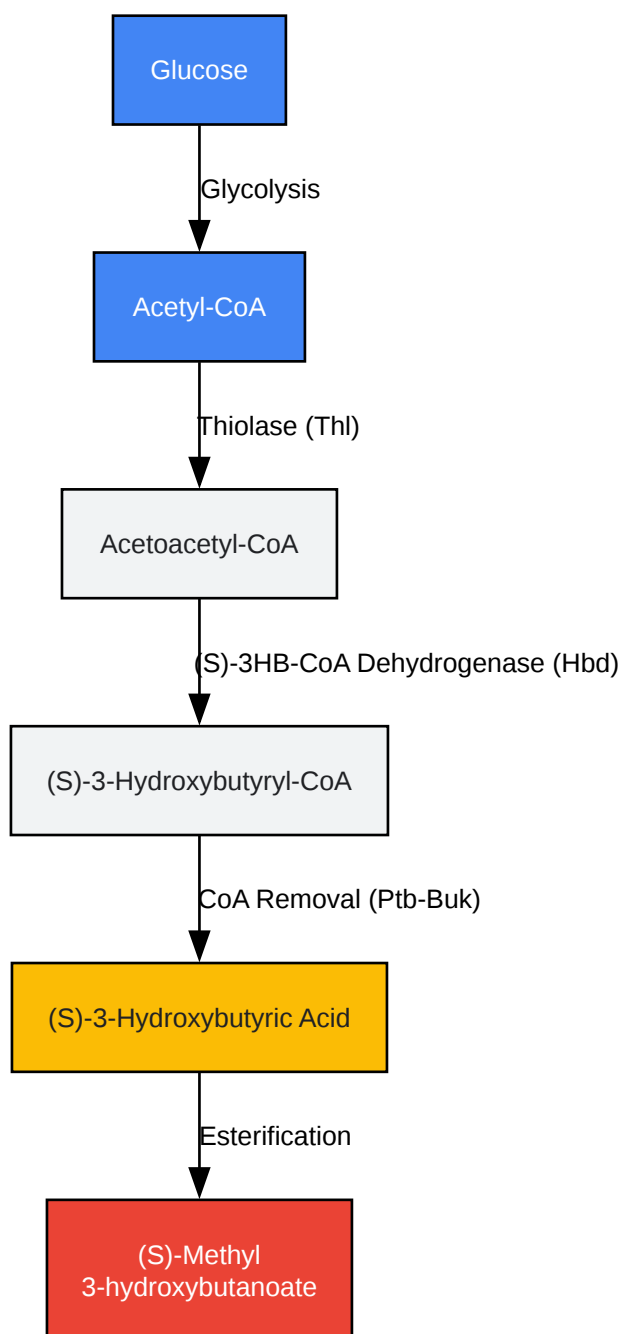 Glucose
Glycolysis
Acetyl-CoA
Thiolase (Thl)
Acetoacetyl-CoA
(S)-3HB-CoA Dehydrogenase (Hbd)
(S)-3-Hydroxybutyryl-CoA
CoA Removal (Ptb-Buk)
(S)-3-Hydroxybutyric Acid
Esterification
(S)-Methyl
3-hydroxybutanoate